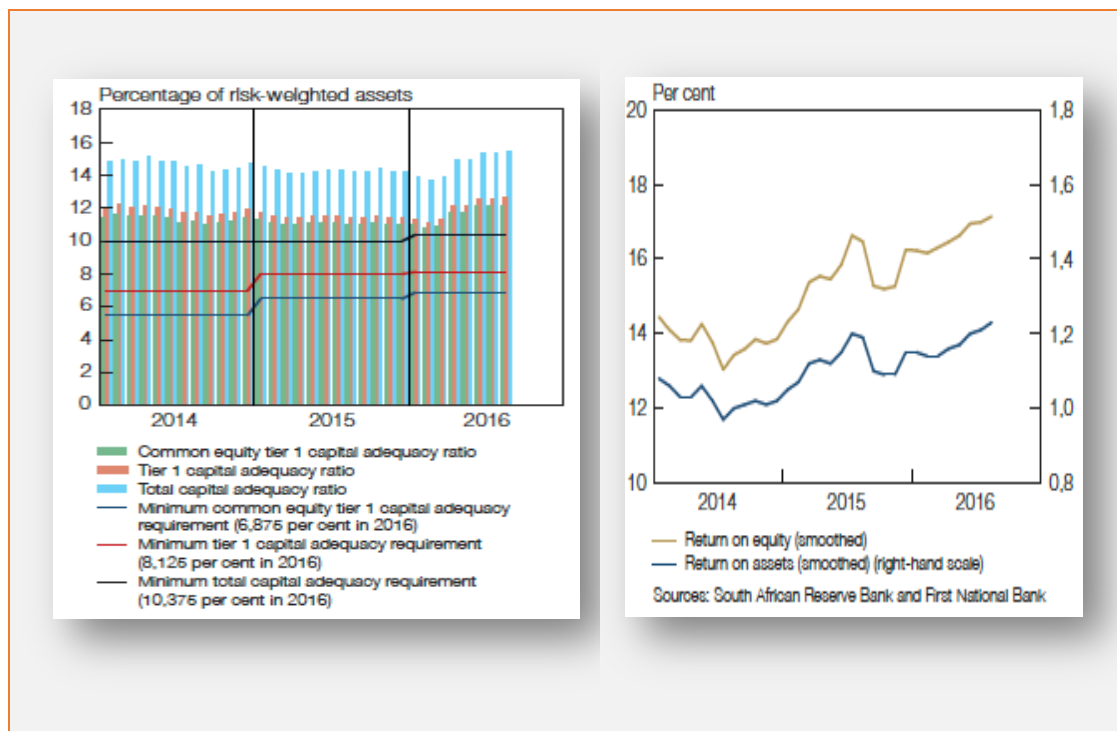 Percentage of risk-weighted assets
18
16
14
12
10
8
6
4
2
0
2014 2015 2016
Common equity tier 1 capital adequacy ratio
Tier 1 capital adequacy ratio
Total capital adequacy ratio
Minimum common equity tier 1 capital adequacy
requirement (6,875 per cent in 2016)
Minimum tier 1 capital adequacy requirement
(8,125 per cent in 2016)
Minimum total capital adequacy requirement
(10,375 per cent in 2016)
Per cent
20 1,8
18 1,6
16 1,4
14 1,2
12 1,0
10 0,8
2014 2015 2016
Return on equity (smoothed)
Return on assets (smoothed) (right-hand scale)
Sources: South African Reserve Bank and First National Bank